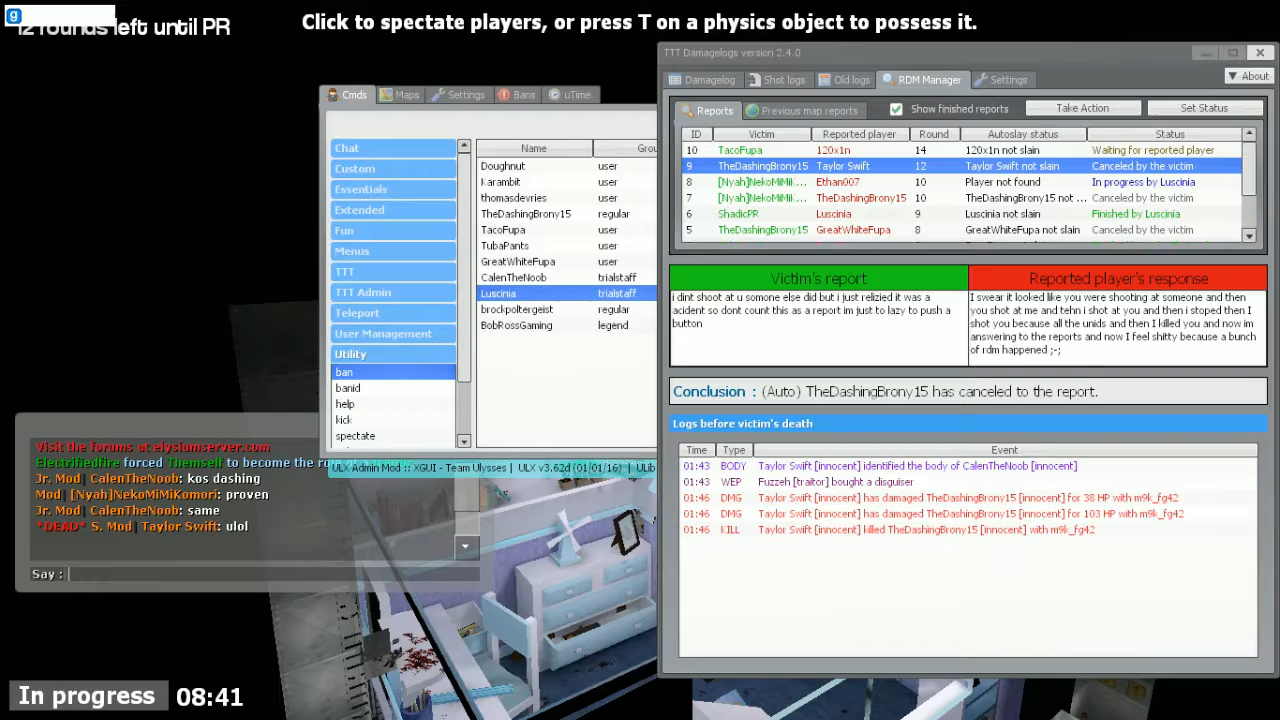 g
12 rounds left until PR
Click to spectate players, or press T on a physics object to possess it.
Cmds Maps Settings Bans uTime
Chat
Custom
Essentials
Extended
Fun
Menus
TTT
TTT Admin
Teleport
User Management
Utility
ban
banid
help
kick
spectate
Name Grou
Doughnut user
Karambit user
thomasdevries user
TheDashingBrony15 regular
TacoFupa user
TubaPants user
GreatWhiteFupa user
CalenTheNoob trialstaff
Luscinia trialstaff
brockpoltergeist regular
BobRossGaming legend
ULX Admin Mod :: XGUI - Team Ulysses | ULX v3.62d (01/01/16) | ULib
TTT Damagelogs version 2.4.0
Damagelog Shot logs Old logs RDM Manager Settings
About
Reports Previous map reports Show finished reports Take Action Set Status
ID Victim Reported player Round Autoslay status Status
10 TacoFupa 120x1n 14 120x1n not slain Waiting for reported player
9 TheDashingBrony15 Taylor Swift 12 Taylor Swift not slain Canceled by the victim
8 [Nyah]NekoMiMik... Ethan007 10 Player not found In progress by Luscinia
7 [Nyah]NekoMiMik... TheDashingBrony15 10 TheDashingBrony15 not ... Canceled by the victim
6 ShadicPR Luscinia 9 Luscinia not slain Finished by Luscinia
5 TheDashingBrony15 GreatWhiteFupa 8 GreatWhiteFupa not slain Canceled by the victim
Victim's report
i dint shoot at u somone else did but i just relizied it was a
acident so dont count this as a report im just to lazy to push a
button
Reported player's response
I swear it looked like you were shooting at someone and then
you shot at me and tehn i shot at you and then i stoped then I
shot you because all the unids and then I killed you and now im
answering to the reports and now I feel shitty because a bunch
of rdm happened ;-;
Conclusion : (Auto) TheDashingBrony15 has canceled to the report.
Logs before victim's death
Time Type Event
01:43 BODY Taylor Swift [innocent] identified the body of CalenTheNoob [innocent]
01:43 WEP Fuzzeh [traitor] bought a disguiser
01:46 DMG Taylor Swift [innocent] has damaged TheDashingBrony15 [innocent] for 38 HP with m9k_fg42
01:46 DMG Taylor Swift [innocent] has damaged TheDashingBrony15 [innocent] for 103 HP with m9k_fg42
01:46 KILL Taylor Swift [innocent] killed TheDashingBrony15 [innocent] with m9k_fg42
Visit the forums at elysiumserver.com
Electrifiedfire forced Themself to become the
Jr. Mod | CalenTheNoob: kos dashing
Mod | [Nyah]NekoMiMiKomori: proven
Jr. Mod | CalenTheNoob: same
*DEAD* S. Mod | Taylor Swift: ulol
Say :
In progress 08:41